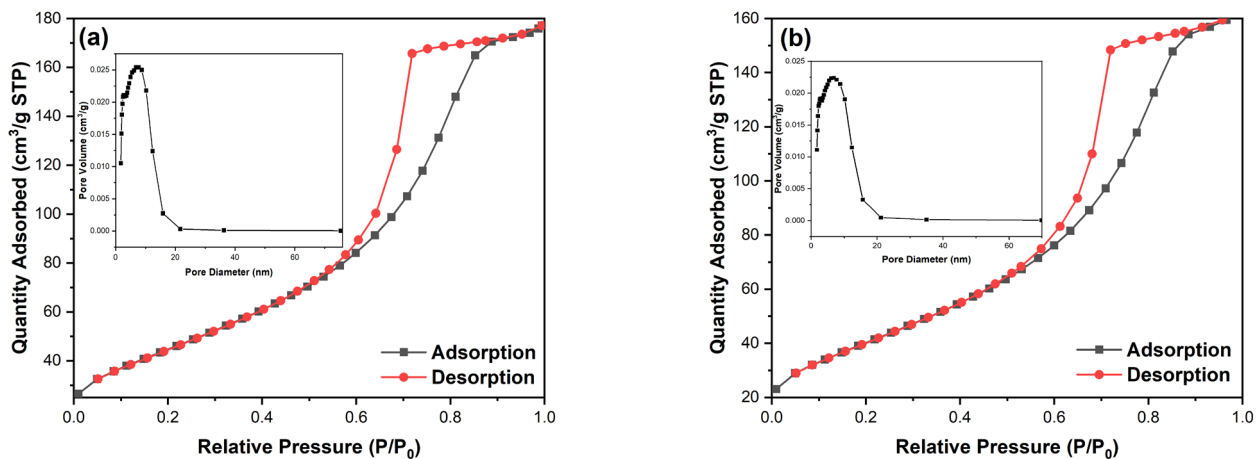 (a)
Quantity Adsorbed (cm³/g STP)
180
160
140
120
100
80
60
40
0.0 0.2 0.4 0.6 0.8 1.0
Relative Pressure (P/P₀)
Adsorption
Desorption
Pore Volume (cm³/g)
0.025
0.020
0.015
0.010
0.005
0.000
0 20 40 60
Pore Diameter (nm)
(b)
Quantity Adsorbed (cm³/g STP)
160
140
120
100
80
60
40
20
0.0 0.2 0.4 0.6 0.8 1.0
Relative Pressure (P/P₀)
Adsorption
Desorption
Pore Volume (cm³/g)
0.025
0.020
0.015
0.010
0.005
0.000
0 20 40 60
Pore Diameter (nm)